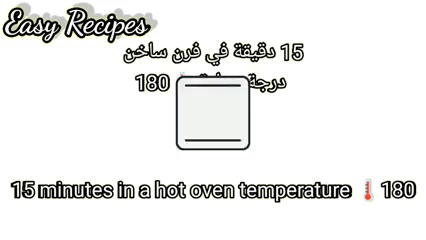 Easy Recipes
15 دقيقة في فرن ساخن
درجة 180
15 minutes in a hot oven temperature 🌡️180